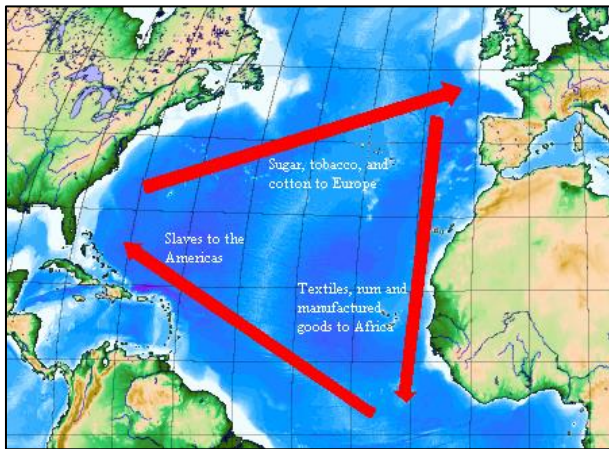 Sugar, tobacco, and
cotton to Europe
Slaves to the
Americas
Textiles, rum and
manufactured
goods to Africa